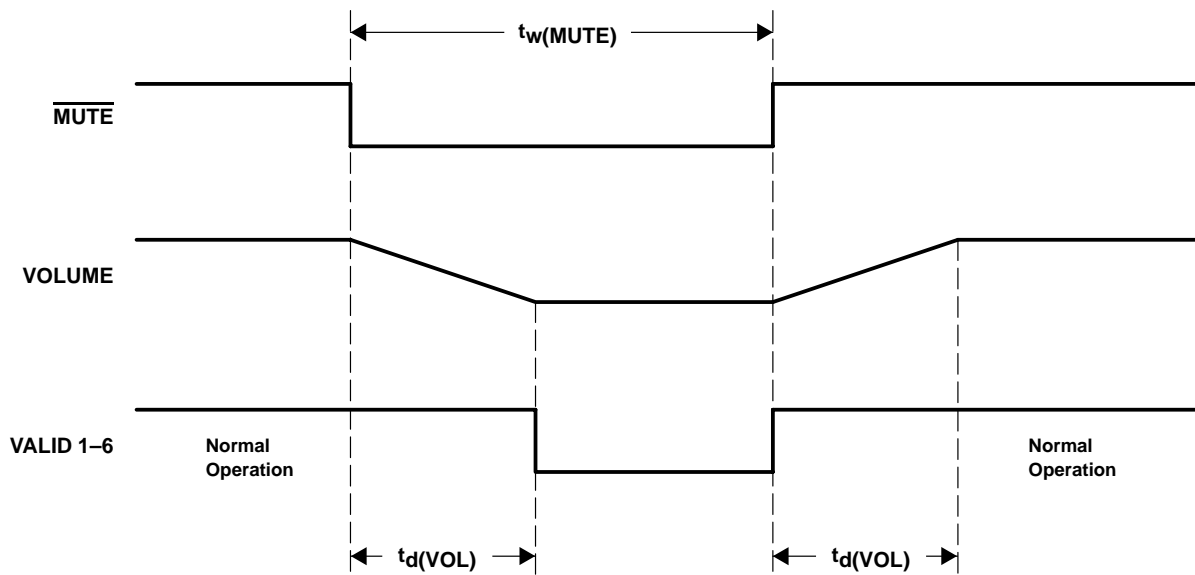 tw(MUTE)
MUTE
VOLUME
VALID 1–6
Normal
Operation
Normal
Operation
td(VOL)
td(VOL)